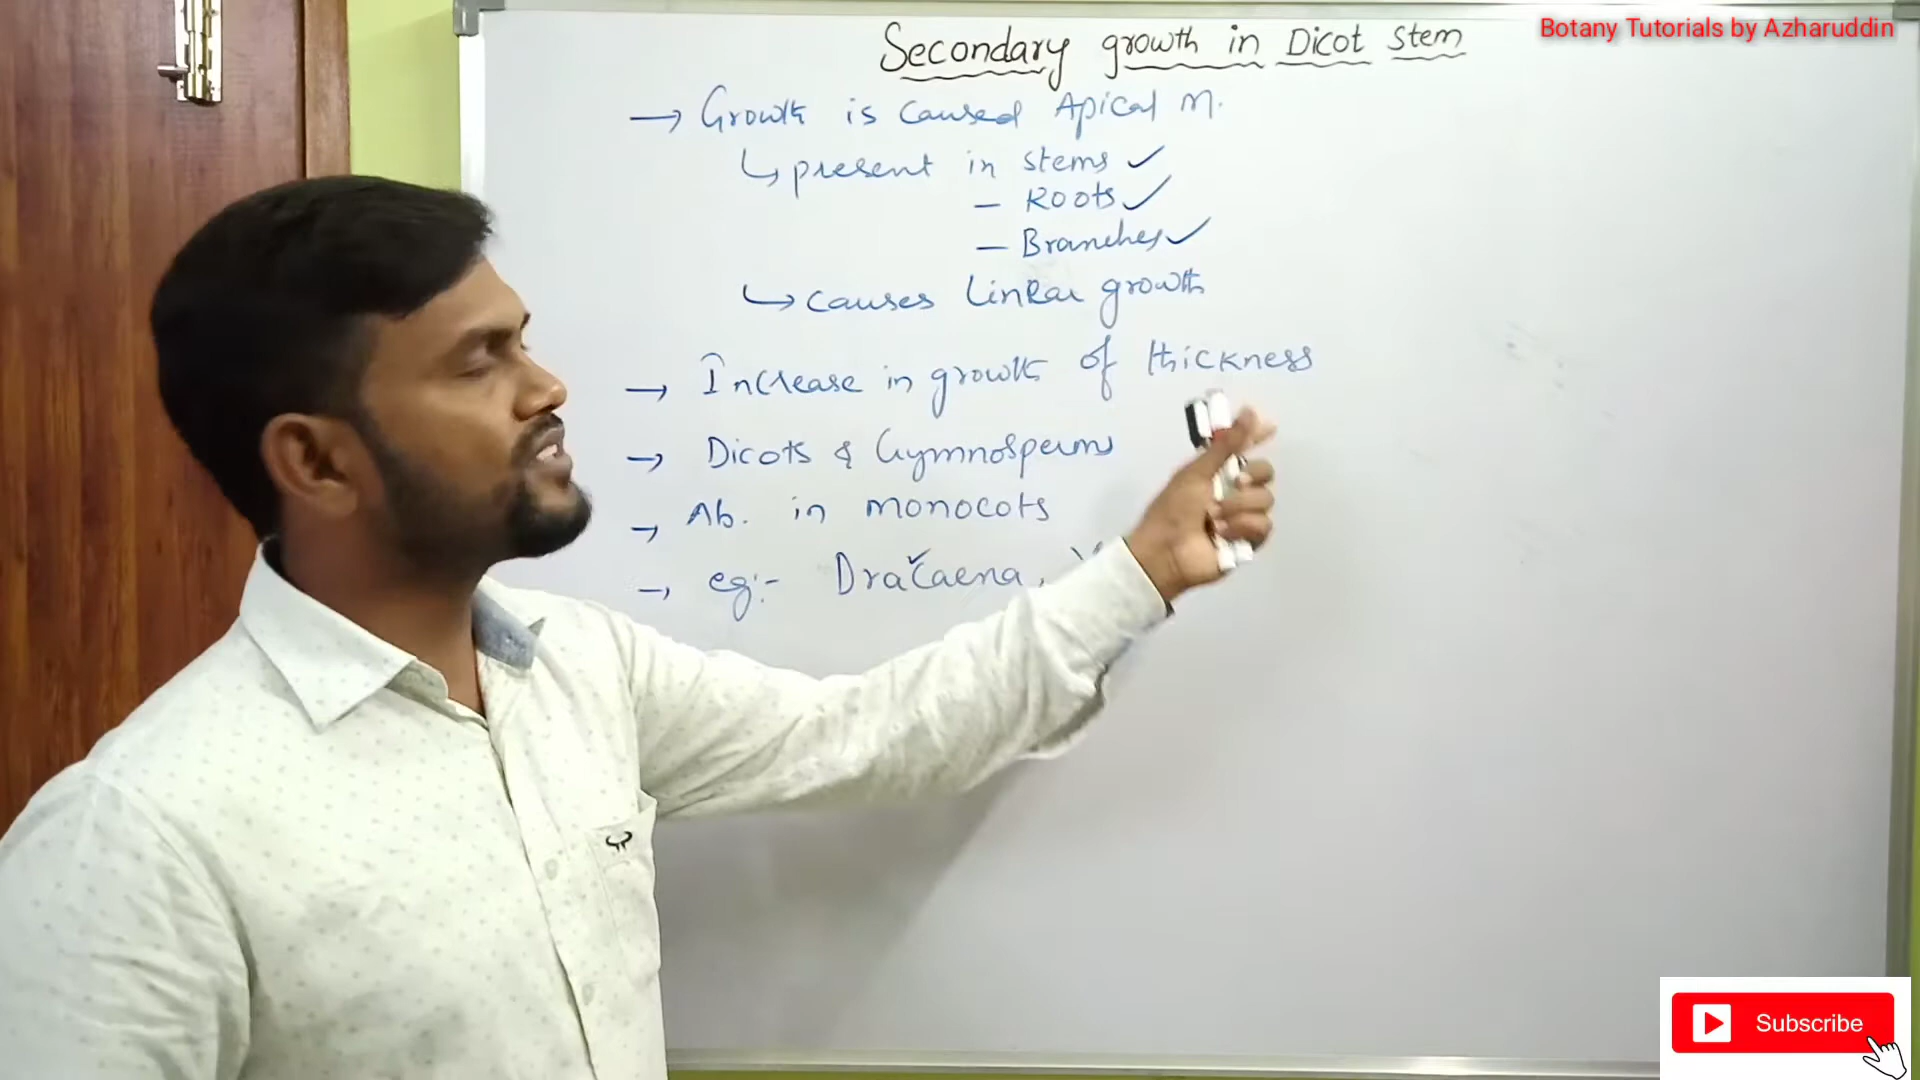 Botany Tutorials by Azharuddin
Secondary growth in Dicot Stem
→ Growth is caused Apical M.
↳ present in stems ✓
- Roots ✓
- Branches ✓
↳ causes Linear growth
→ Increase in growth of thickness
→ Dicots & Gymnosperms
→ Ab. in monocots
→ eg:- Dracaena,
Subscribe